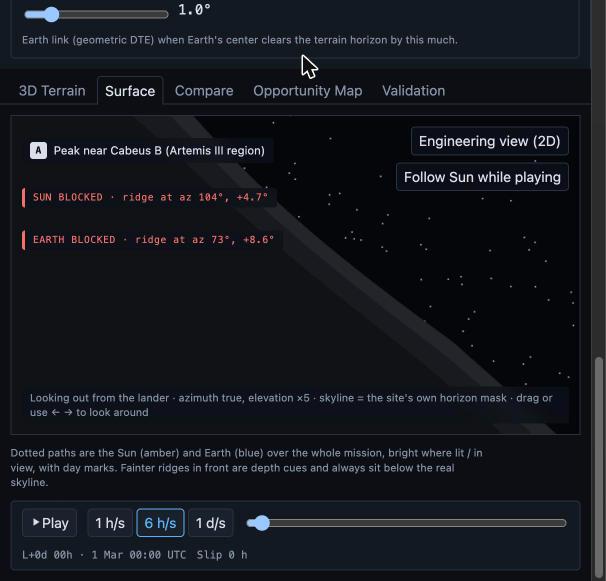 1.0°
Earth link (geometric DTE) when Earth's center clears the terrain horizon by this much.
3D Terrain Surface Compare Opportunity Map Validation
A Peak near Cabeus B (Artemis III region)
Engineering view (2D)
Follow Sun while playing
SUN BLOCKED · ridge at az 104°, +4.7°
EARTH BLOCKED · ridge at az 73°, +8.6°
Looking out from the lander · azimuth true, elevation ×5 · skyline = the site's own horizon mask · drag or
use ← → to look around
Dotted paths are the Sun (amber) and Earth (blue) over the whole mission, bright where lit / in
view, with day marks. Fainter ridges in front are depth cues and always sit below the real
skyline.
Play 1 h/s 6 h/s 1 d/s
L+0d 00h · 1 Mar 00:00 UTC Slip 0 h